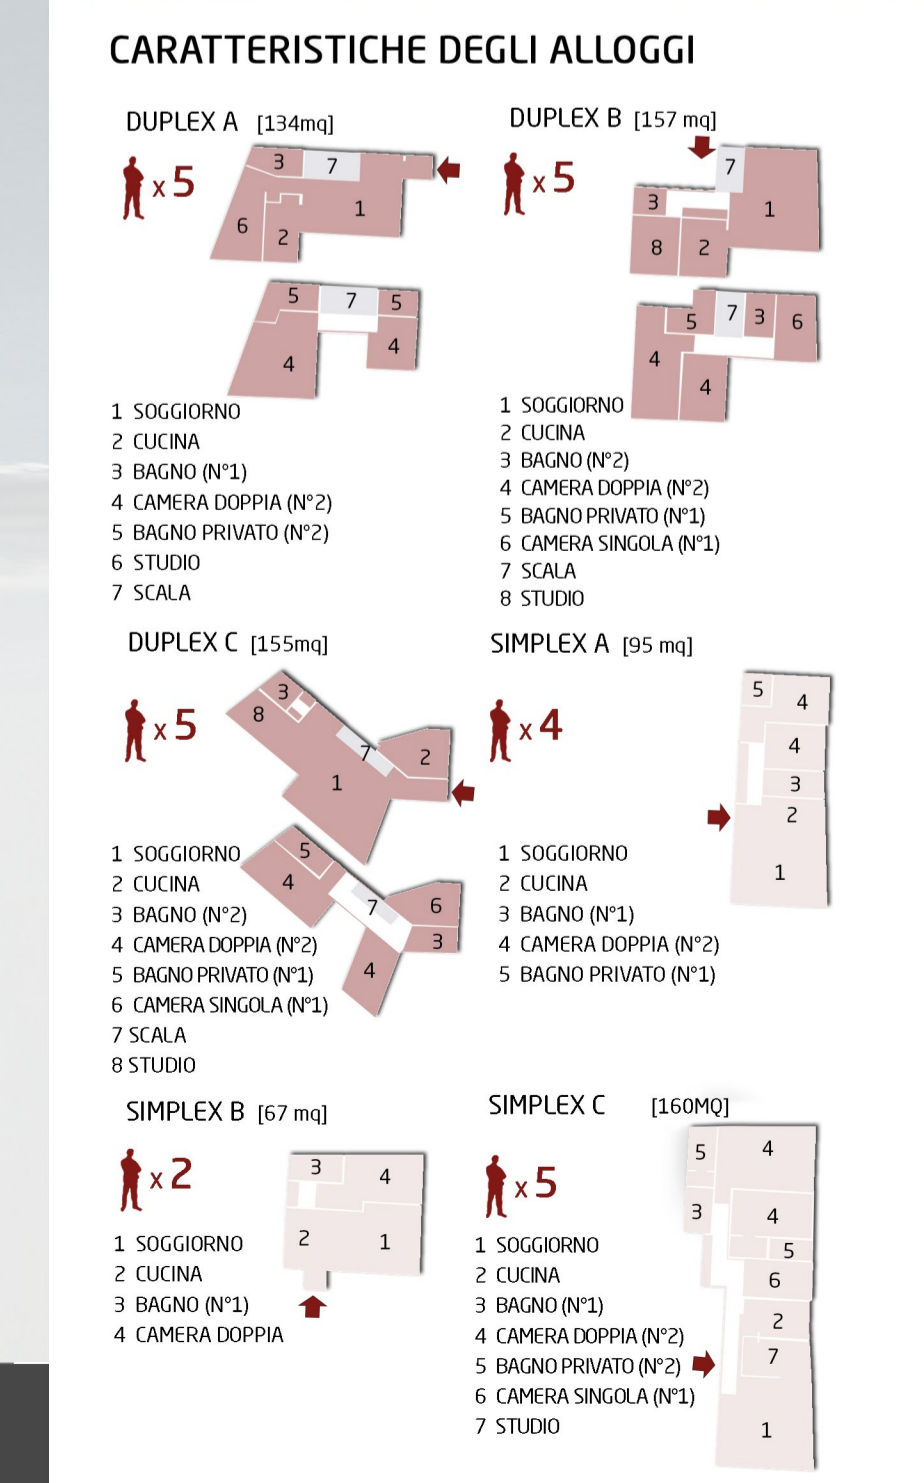 CARATTERISTICHE DEGLI ALLOGGI
DUPLEX A [134mq]
x 5
3
7
1
6
2
5
7
5
4
4
1 SOGGIORNO
2 CUCINA
3 BAGNO (N°1)
4 CAMERA DOPPIA (N°2)
5 BAGNO PRIVATO (N°2)
6 STUDIO
7 SCALA
DUPLEX B [157 mq]
x 5
7
3
1
8
2
5
7
3
6
4
4
1 SOGGIORNO
2 CUCINA
3 BAGNO (N°2)
4 CAMERA DOPPIA (N°2)
5 BAGNO PRIVATO (N°1)
6 CAMERA SINGOLA (N°1)
7 SCALA
8 STUDIO
DUPLEX C [155mq]
x 5
3
8
7
2
1
5
4
7
6
3
4
1 SOGGIORNO
2 CUCINA
3 BAGNO (N°2)
4 CAMERA DOPPIA (N°2)
5 BAGNO PRIVATO (N°1)
6 CAMERA SINGOLA (N°1)
7 SCALA
8 STUDIO
SIMPLEX A [95 mq]
x 4
5
4
4
3
2
1
1 SOGGIORNO
2 CUCINA
3 BAGNO (N°1)
4 CAMERA DOPPIA (N°2)
5 BAGNO PRIVATO (N°1)
SIMPLEX B [67 mq]
x 2
3
4
2
1
1 SOGGIORNO
2 CUCINA
3 BAGNO (N°1)
4 CAMERA DOPPIA
SIMPLEX C [160MQ]
x 5
5
4
3
4
5
6
2
7
1
1 SOGGIORNO
2 CUCINA
3 BAGNO (N°1)
4 CAMERA DOPPIA (N°2)
5 BAGNO PRIVATO (N°2)
6 CAMERA SINGOLA (N°1)
7 STUDIO